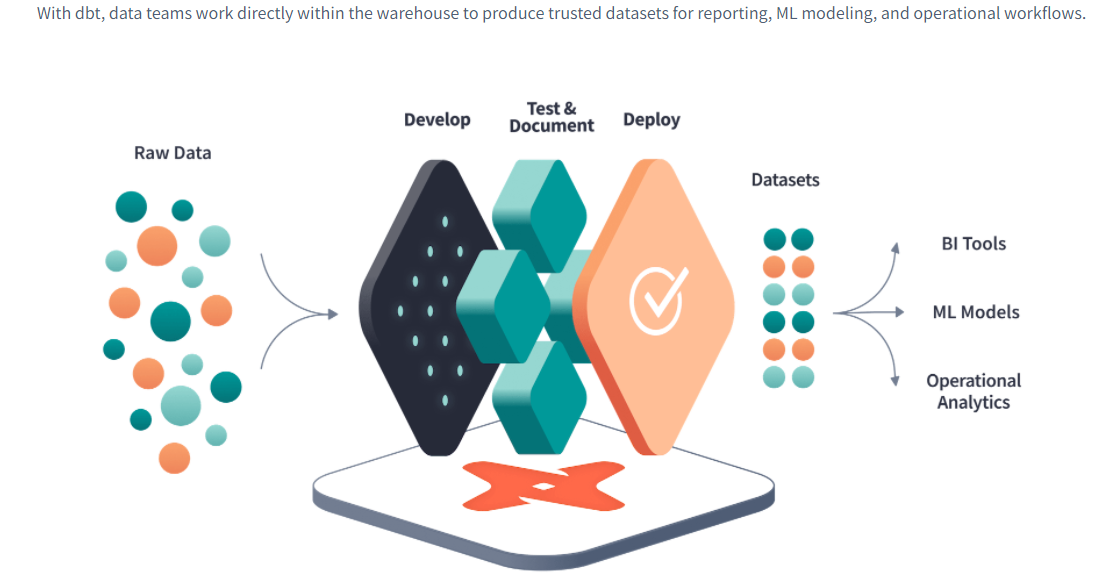 With dbt, data teams work directly within the warehouse to produce trusted datasets for reporting, ML modeling, and operational workflows.
Raw Data
Develop
Test &
Document
Deploy
Datasets
BI Tools
ML Models
Operational
Analytics